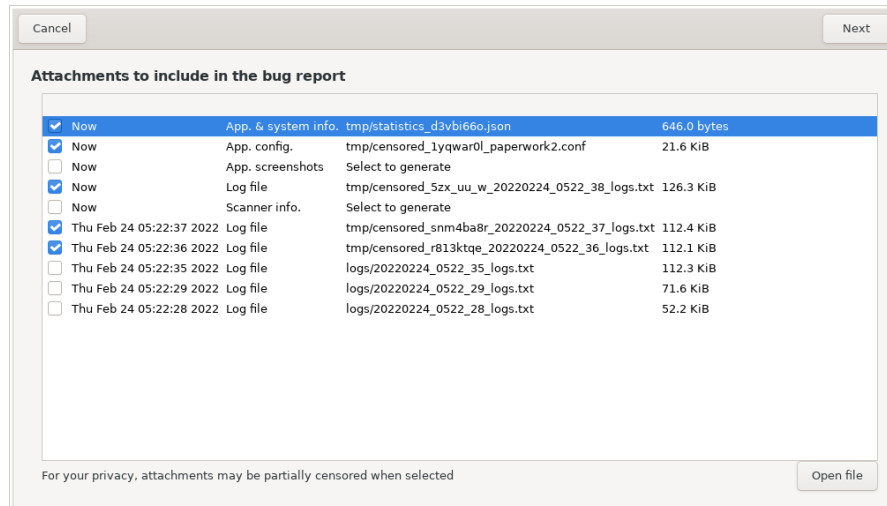 Cancel Next
Attachments to include in the bug report
Now App. & system info. tmp/statistics_d3vbi66o.json 646.0 bytes
Now App. config. tmp/censored_1yqwar0l_paperwork2.conf 21.6 KiB
Now App. screenshots Select to generate
Now Log file tmp/censored_5zx_uu_w_20220224_0522_38_logs.txt 126.3 KiB
Now Scanner info. Select to generate
Thu Feb 24 05:22:37 2022 Log file tmp/censored_snm4ba8r_20220224_0522_37_logs.txt 112.4 KiB
Thu Feb 24 05:22:36 2022 Log file tmp/censored_r813ktqe_20220224_0522_36_logs.txt 112.1 KiB
Thu Feb 24 05:22:35 2022 Log file logs/20220224_0522_35_logs.txt 112.3 KiB
Thu Feb 24 05:22:29 2022 Log file logs/20220224_0522_29_logs.txt 71.6 KiB
Thu Feb 24 05:22:28 2022 Log file logs/20220224_0522_28_logs.txt 52.2 KiB
For your privacy, attachments may be partially censored when selected Open file